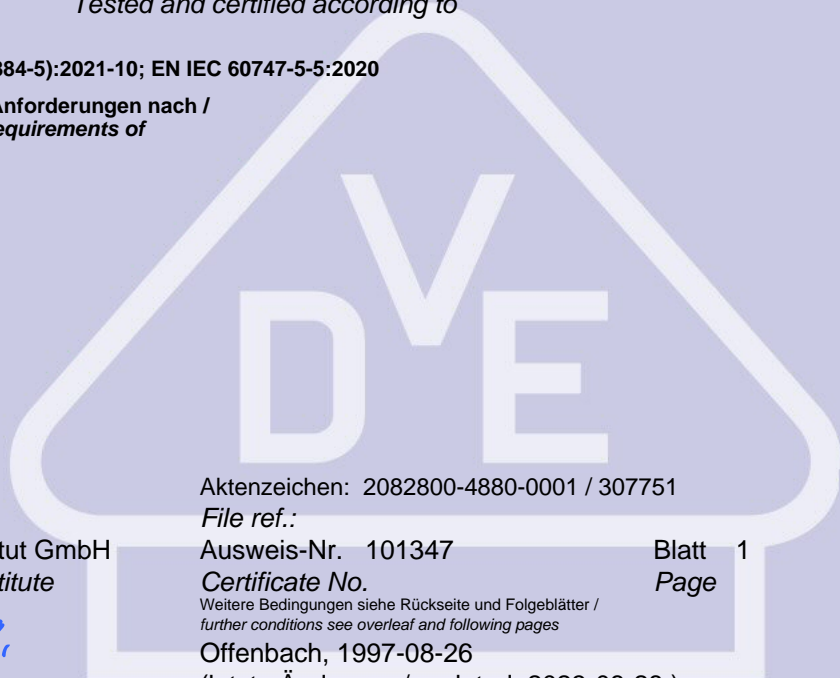 Tested and certified according to
884-5):2021-10; EN IEC 60747-5-5:2020
Anforderungen nach /
equirements of
VDE
Aktenzeichen: 2082800-4880-0001 / 307751
File ref.:
tut GmbH Ausweis-Nr. 101347 Blatt 1
titute Certificate No. Page
Weitere Bedingungen siehe Rückseite und Folgeblätter /
further conditions see overleaf and following pages
Offenbach, 1997-08-26